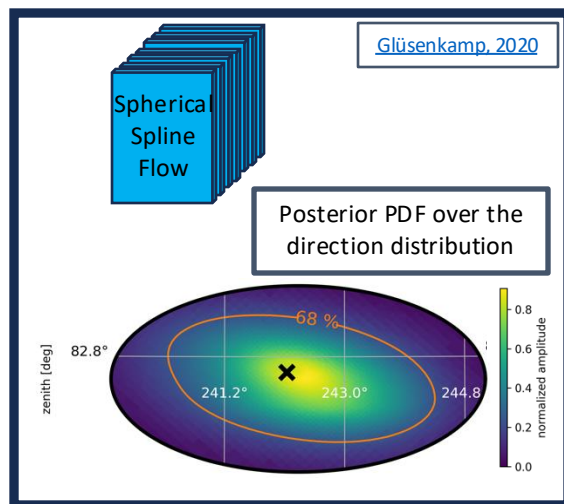 Glüsenkamp, 2020
Spherical
Spline
Flow
Posterior PDF over the
direction distribution
68 %
82.8°
241.2°
243.0°
244.8
zenith [deg]
0.8
0.6
0.4
0.2
0.0
normalized amplitude